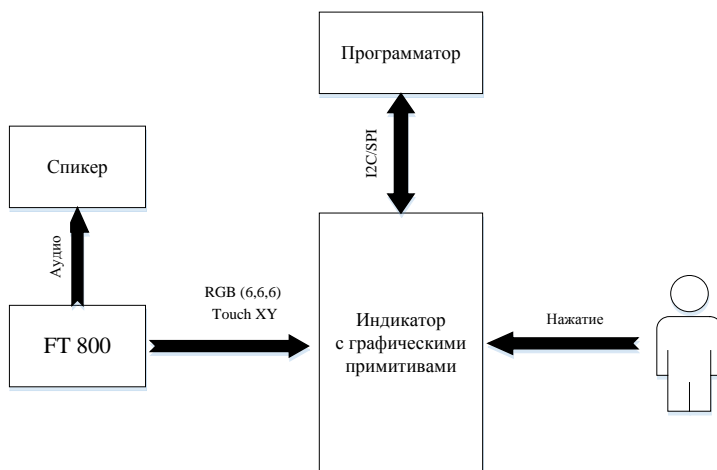 Программатор
I2C/SPI
Спикер
Аудио
FT 800
RGB (6,6,6)
Touch XY
Индикатор
с графическими
примитивами
Нажатие